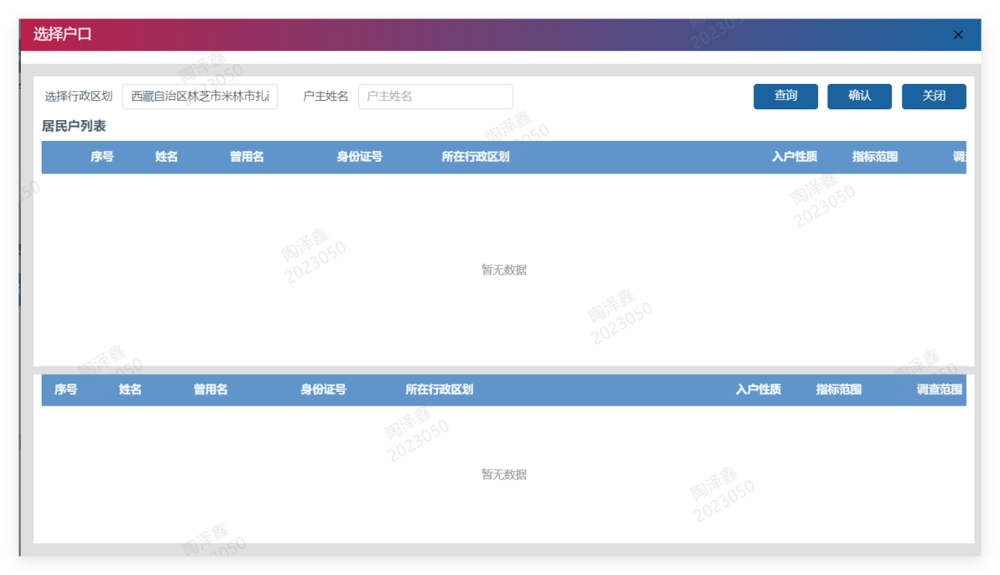 选择户口
选择行政区划 西藏自治区林芝市米林市扎 户主姓名 户主姓名 查询 确认 关闭
居民户列表
序号 姓名 曾用名 身份证号 所在行政区划 入户性质 指标范围 调
暂无数据
序号 姓名 曾用名 身份证号 所在行政区划 入户性质 指标范围 调查范围
暂无数据
陶泽鑫
2023050